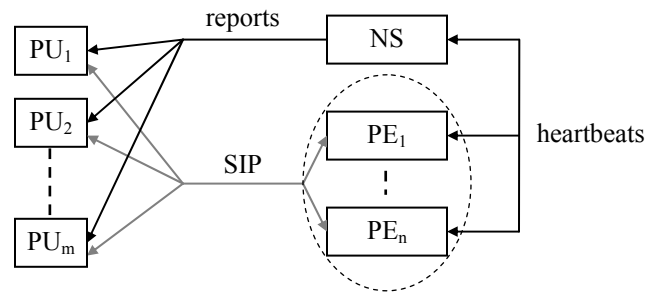 reports
NS
PU1
PU2
PE1
heartbeats
SIP
PUm
PEn